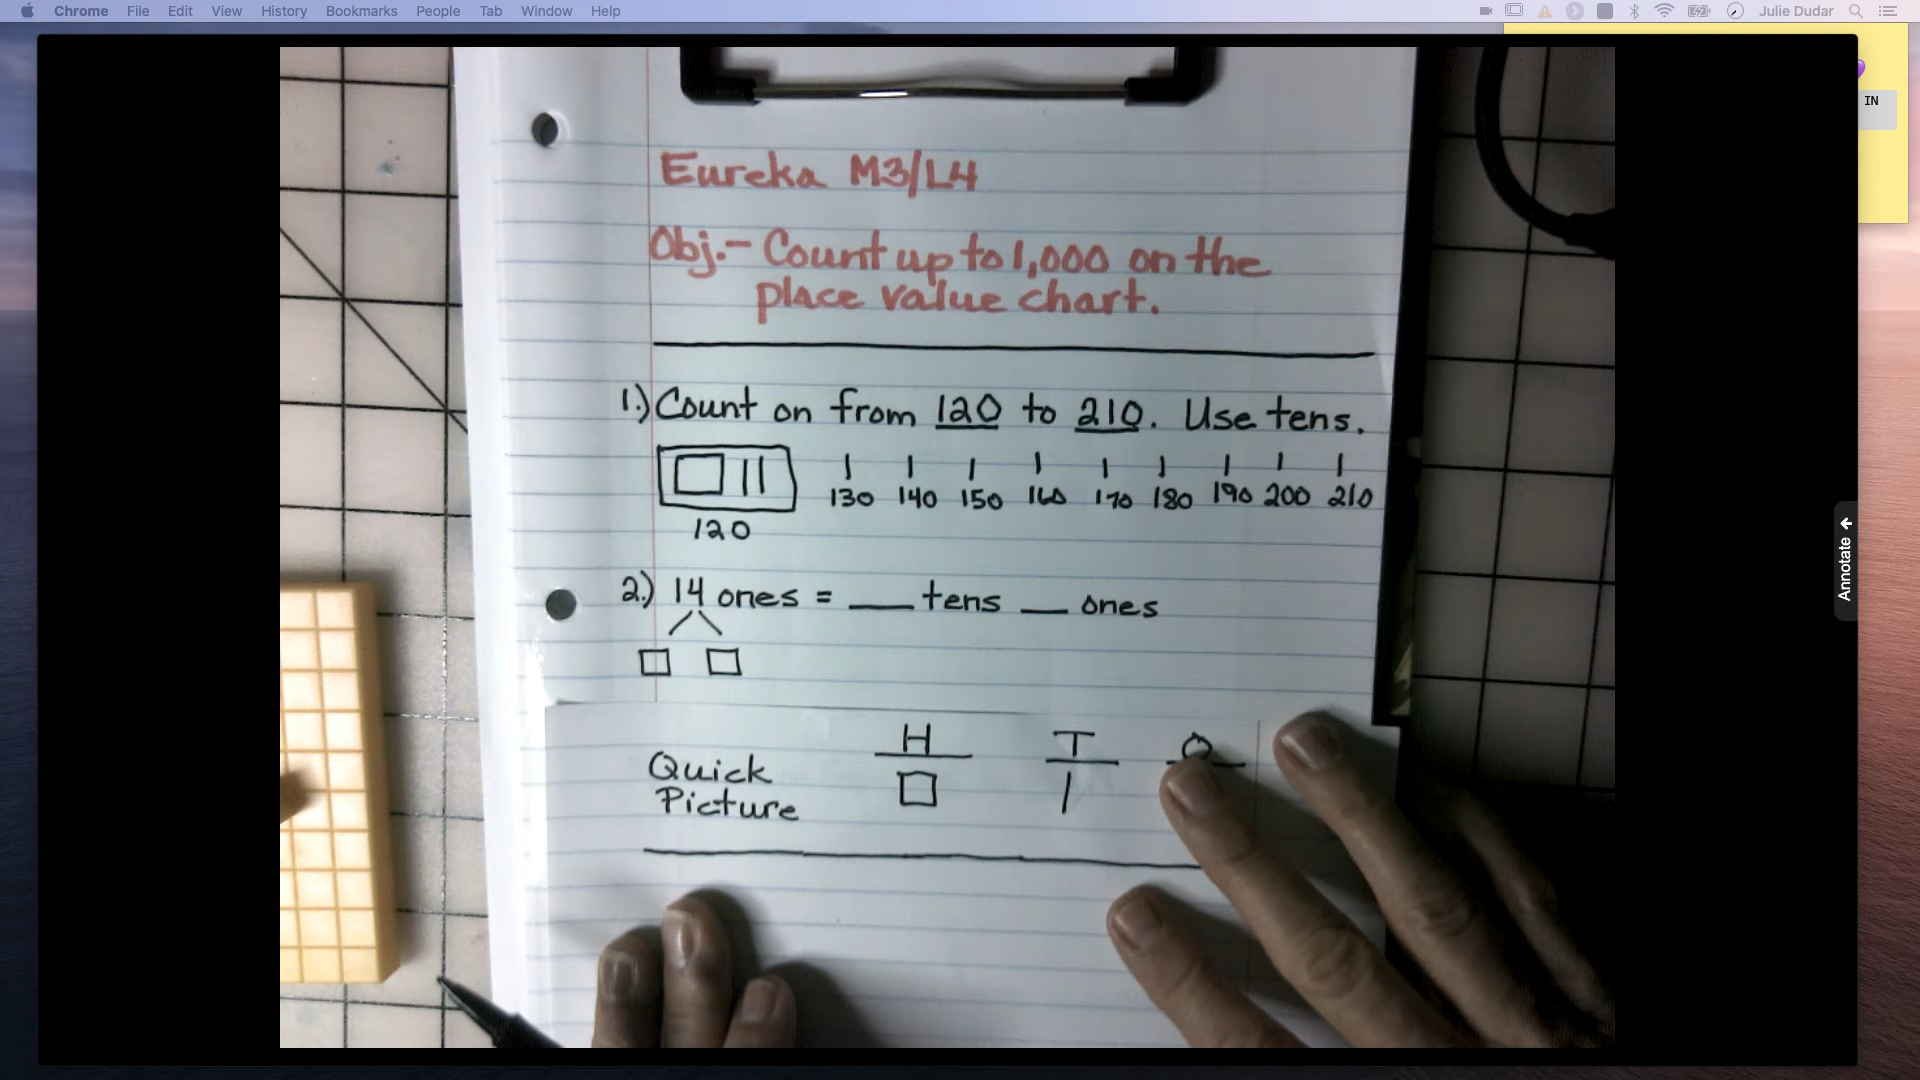 Chrome File Edit View History Bookmarks People Tab Window Help Julie Dudar
IN
Eureka M3/L4
Obj.- Count up to 1,000 on the
place value chart.
1.) Count on from 120 to 210. Use tens.
130 140 150 160 170 180 190 200 210
120
2.) 14 ones = ___ tens __ ones
H T O
Quick
Picture
Annotate